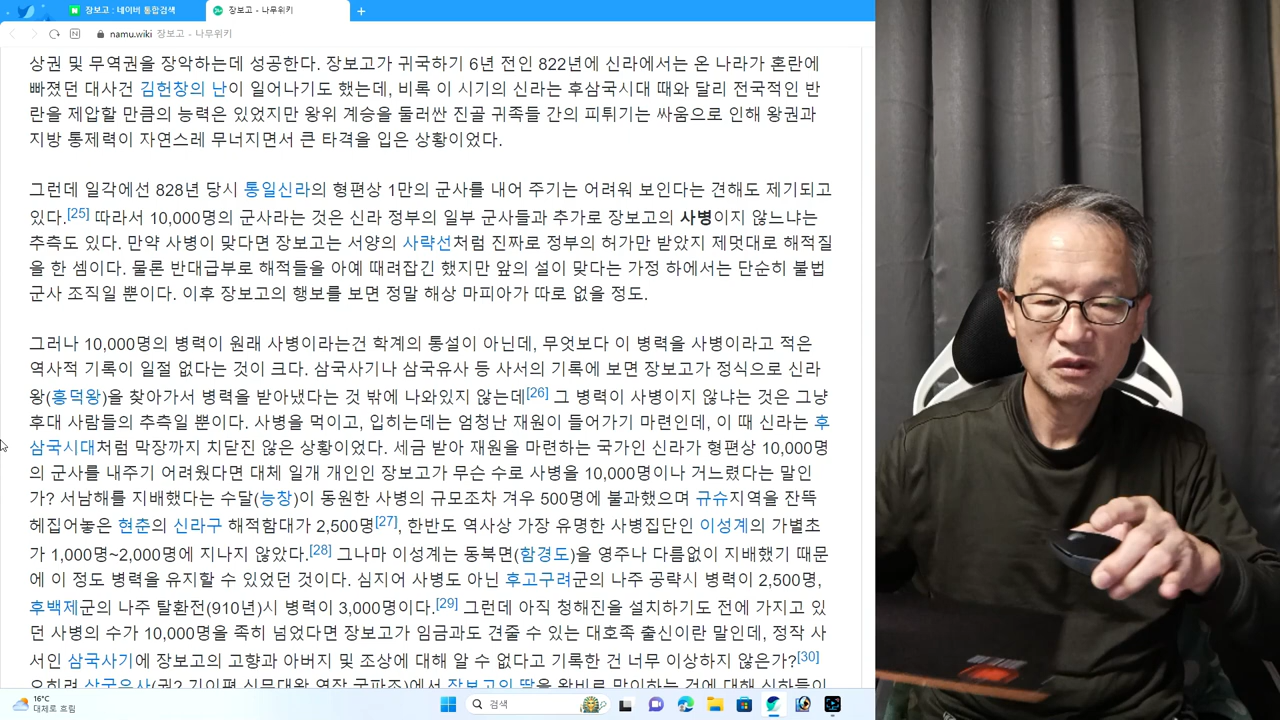 장보고 : 네이버 통합검색
장보고 - 나무위키
namu.wiki 장보고 - 나무위키
상권 및 무역권을 장악하는데 성공한다. 장보고가 귀국하기 6년 전인 822년에 신라에서는 온 나라가 혼란에
빠졌던 대사건 김헌창의 난이 일어나기도 했는데, 비록 이 시기의 신라는 후삼국시대 때와 달리 전국적인 반
란을 제압할 만큼의 능력은 있었지만 왕위 계승을 둘러싼 진골 귀족들 간의 피튀기는 싸움으로 인해 왕권과
지방 통제력이 자연스레 무너지면서 큰 타격을 입은 상황이었다.
그런데 일각에선 828년 당시 통일신라의 형편상 1만의 군사를 내어 주기는 어려워 보인다는 견해도 제기되고
있다.[25] 따라서 10,000명의 군사라는 것은 신라 정부의 일부 군사들과 추가로 장보고의 사병이지 않느냐는
추측도 있다. 만약 사병이 맞다면 장보고는 서양의 사략선처럼 진짜로 정부의 허가만 받았지 제멋대로 해적질
을 한 셈이다. 물론 반대급부로 해적들을 아예 때려잡긴 했지만 앞의 설이 맞다는 가정 하에서는 단순히 불법
군사 조직일 뿐이다. 이후 장보고의 행보를 보면 정말 해상 마피아가 따로 없을 정도.
그러나 10,000명의 병력이 원래 사병이라는건 학계의 통설이 아닌데, 무엇보다 이 병력을 사병이라고 적은
역사적 기록이 일절 없다는 것이 크다. 삼국사기나 삼국유사 등 사서의 기록에 보면 장보고가 정식으로 신라
왕(흥덕왕)을 찾아가서 병력을 받아냈다는 것 밖에 나와있지 않는데[26] 그 병력이 사병이지 않냐는 것은 그냥
후대 사람들의 추측일 뿐이다. 사병을 먹이고, 입히는데는 엄청난 재원이 들어가기 마련인데, 이 때 신라는 후
삼국시대처럼 막장까지 치닫진 않은 상황이었다. 세금 받아 재원을 마련하는 국가인 신라가 형편상 10,000명
의 군사를 내주기 어려웠다면 대체 일개 개인인 장보고가 무슨 수로 사병을 10,000명이나 거느렸다는 말인
가? 서남해를 지배했다는 수달(능창)이 동원한 사병의 규모조차 겨우 500명에 불과했으며 규슈지역을 잔뜩
헤집어놓은 현춘의 신라구 해적함대가 2,500명[27], 한반도 역사상 가장 유명한 사병집단인 이성계의 가별초
가 1,000명~2,000명에 지나지 않았다.[28] 그나마 이성계는 동북면(함경도)을 영주나 다름없이 지배했기 때문
에 이 정도 병력을 유지할 수 있었던 것이다. 심지어 사병도 아닌 후고구려군의 나주 공략시 병력이 2,500명,
후백제군의 나주 탈환전(910년)시 병력이 3,000명이다.[29] 그런데 아직 청해진을 설치하기도 전에 가지고 있
던 사병의 수가 10,000명을 족히 넘었다면 장보고가 임금과도 견줄 수 있는 대호족 출신이란 말인데, 정작 사
서인 삼국사기에 장보고의 고향과 아버지 및 조상에 대해 알 수 없다고 기록한 건 너무 이상하지 않은가?[30]
오히려 삼국유사(권2 기이편 신무대왕 염장 궁파조)에서 장보고의 딸을 왕비로 맞이하는 것에 대해 신하들이
16°C
대체로 흐림
검색